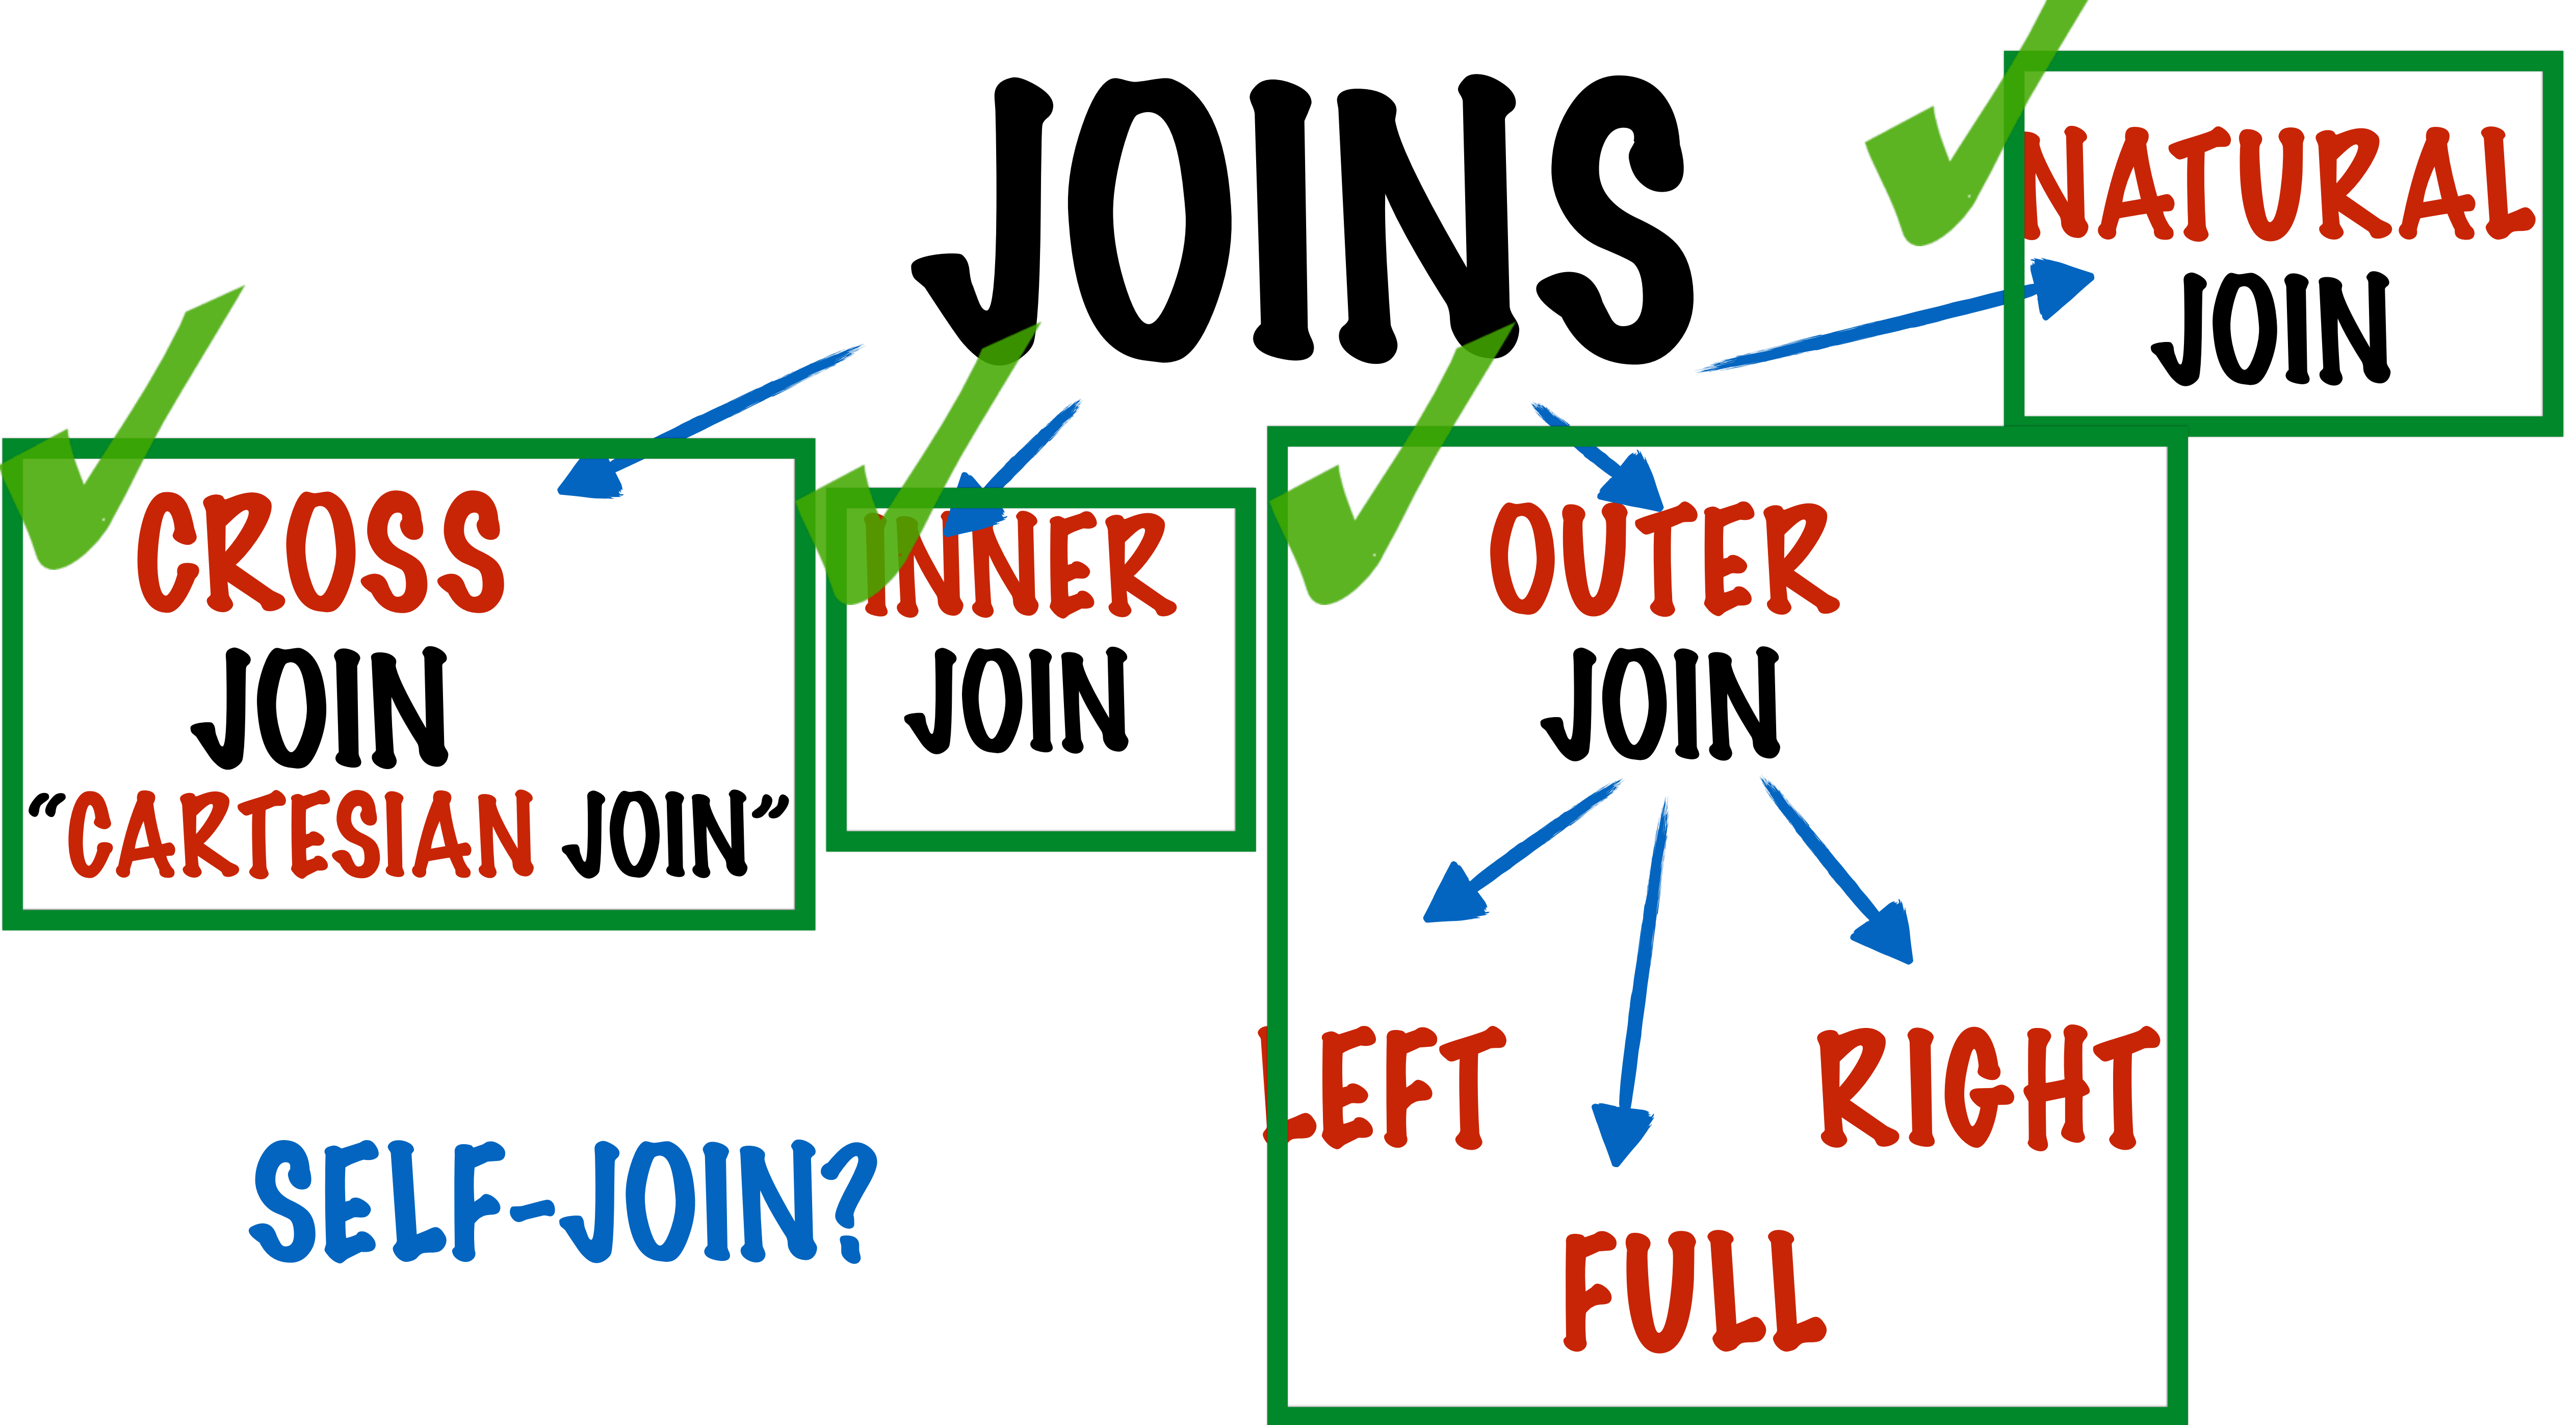 JOINS
NATURAL
JOIN
CROSS
JOIN
“CARTESIAN JOIN”
INNER
JOIN
OUTER
JOIN
LEFT
RIGHT
FULL
SELF-JOIN?